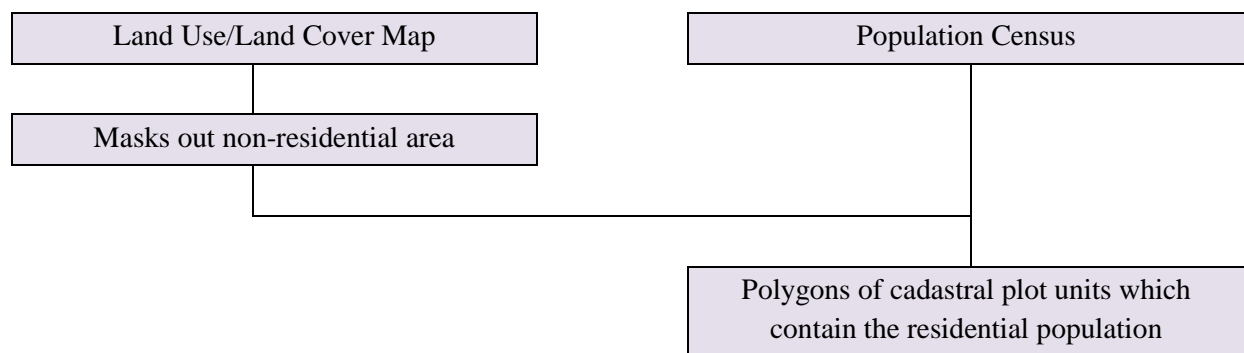 Land Use/Land Cover Map
Population Census
Masks out non-residential area
Polygons of cadastral plot units which
contain the residential population